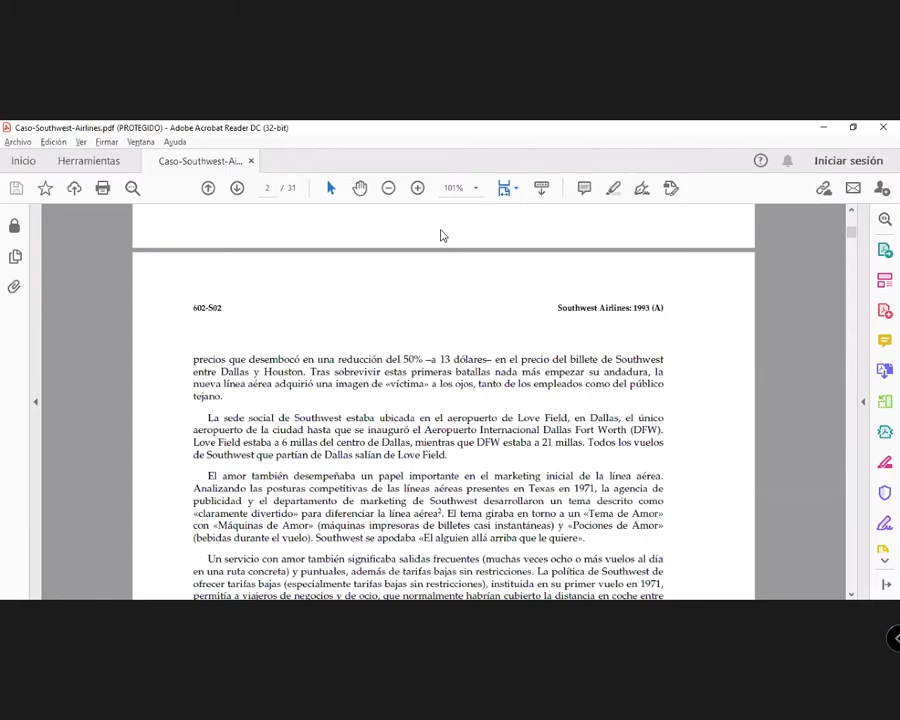 Caso-Southwest-Airlines.pdf (PROTEGIDO) - Adobe Acrobat Reader DC (32-bit)
Archivo Edición Ver Firmar Ventana Ayuda
Inicio Herramientas Caso-Southwest-Ai... × Iniciar sesión
2 / 31 101%
602-S02 Southwest Airlines: 1993 (A)
precios que desembocó en una reducción del 50% –a 13 dólares– en el precio del billete de Southwest
entre Dallas y Houston. Tras sobrevivir estas primeras batallas nada más empezar su andadura, la
nueva línea aérea adquirió una imagen de «víctima» a los ojos, tanto de los empleados como del público
tejano.
La sede social de Southwest estaba ubicada en el aeropuerto de Love Field, en Dallas, el único
aeropuerto de la ciudad hasta que se inauguró el Aeropuerto Internacional Dallas Fort Worth (DFW).
Love Field estaba a 6 millas del centro de Dallas, mientras que DFW estaba a 21 millas. Todos los vuelos
de Southwest que partían de Dallas salían de Love Field.
El amor también desempeñaba un papel importante en el marketing inicial de la línea aérea.
Analizando las posturas competitivas de las líneas aéreas presentes en Texas en 1971, la agencia de
publicidad y el departamento de marketing de Southwest desarrollaron un tema descrito como
«claramente divertido» para diferenciar la línea aérea². El tema giraba en torno a un «Tema de Amor»
con «Máquinas de Amor» (máquinas impresoras de billetes casi instantáneas) y «Pociones de Amor»
(bebidas durante el vuelo). Southwest se apodaba «El alguien allá arriba que le quiere».
Un servicio con amor también significaba salidas frecuentes (muchas veces ocho o más vuelos al día
en una ruta concreta) y puntuales, además de tarifas bajas sin restricciones. La política de Southwest de
ofrecer tarifas bajas (especialmente tarifas bajas sin restricciones), instituida en su primer vuelo en 1971,
permitía a viajeros de negocios y de ocio, que normalmente habrían cubierto la distancia en coche entre